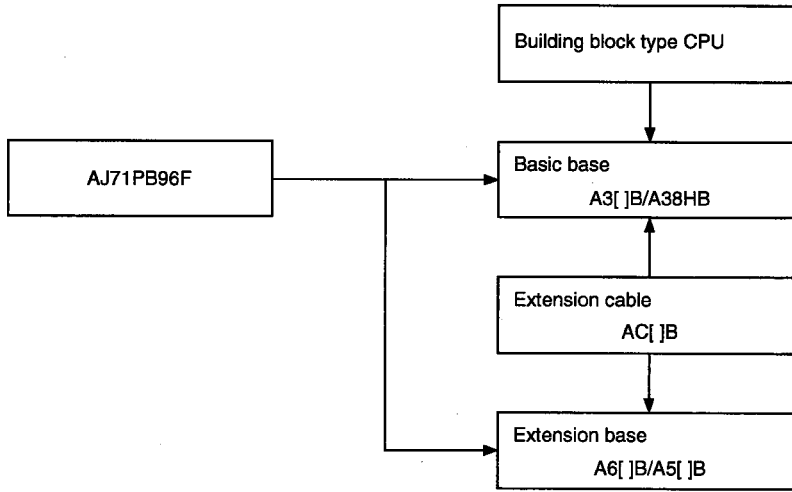 Building block type CPU
AJ71PB96F
Basic base
A3[ ]B/A38HB
Extension cable
AC[ ]B
Extension base
A6[ ]B/A5[ ]B